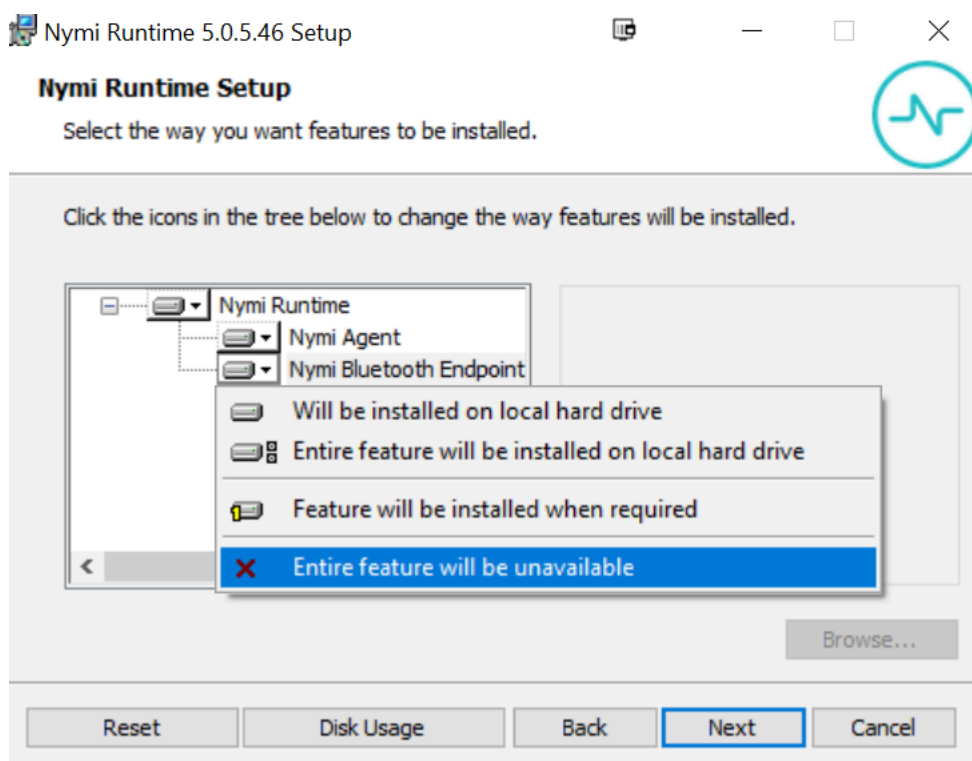 Nymi Runtime 5.0.5.46 Setup
Nymi Runtime Setup
Select the way you want features to be installed.
Click the icons in the tree below to change the way features will be installed.
Nymi Runtime
Nymi Agent
Nymi Bluetooth Endpoint
Will be installed on local hard drive
Entire feature will be installed on local hard drive
Feature will be installed when required
Entire feature will be unavailable
Browse...
Reset Disk Usage Back Next Cancel